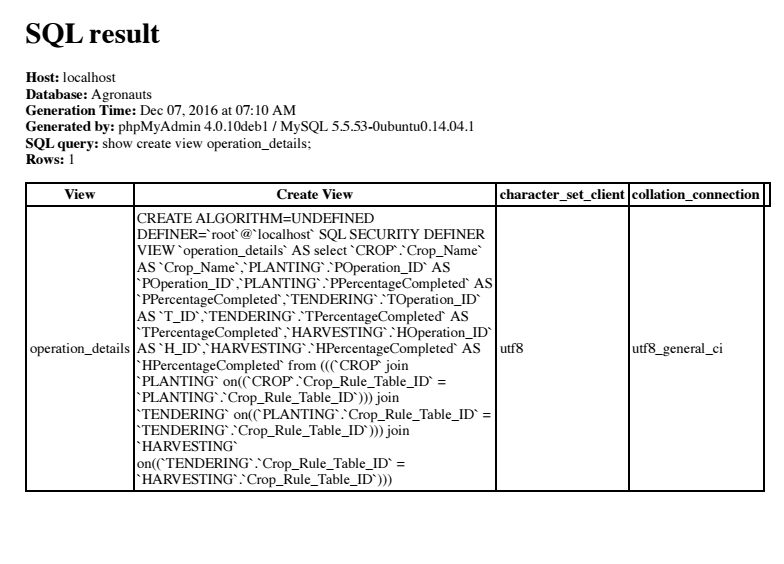 SQL result
Host: localhost
Database: Agronauts
Generation Time: Dec 07, 2016 at 07:10 AM
Generated by: phpMyAdmin 4.0.10deb1 / MySQL 5.5.53-0ubuntu0.14.04.1
SQL query: show create view operation_details;
Rows: 1
View Create View character_set_client collation_connection
CREATE ALGORITHM=UNDEFINED
DEFINER=`root`@`localhost` SQL SECURITY DEFINER
VIEW `operation_details` AS select `CROP`.`Crop_Name`
AS `Crop_Name`,`PLANTING`.`POperation_ID` AS
`POperation_ID`,`PLANTING`.`PPercentageCompleted` AS
`PPercentageCompleted`,`TENDERING`.`TOperation_ID`
AS `T_ID`,`TENDERING`.`TPercentageCompleted` AS
`TPercentageCompleted`,`HARVESTING`.`HOperation_ID`
operation_details AS `H_ID`,`HARVESTING`.`HPercentageCompleted` AS utf8 utf8_general_ci
`HPercentageCompleted` from (((`CROP` join
`PLANTING` on((`CROP`.`Crop_Rule_Table_ID` =
`PLANTING`.`Crop_Rule_Table_ID`))) join
`TENDERING` on((`PLANTING`.`Crop_Rule_Table_ID` =
`TENDERING`.`Crop_Rule_Table_ID`))) join
`HARVESTING`
on((`TENDERING`.`Crop_Rule_Table_ID` =
`HARVESTING`.`Crop_Rule_Table_ID`)))